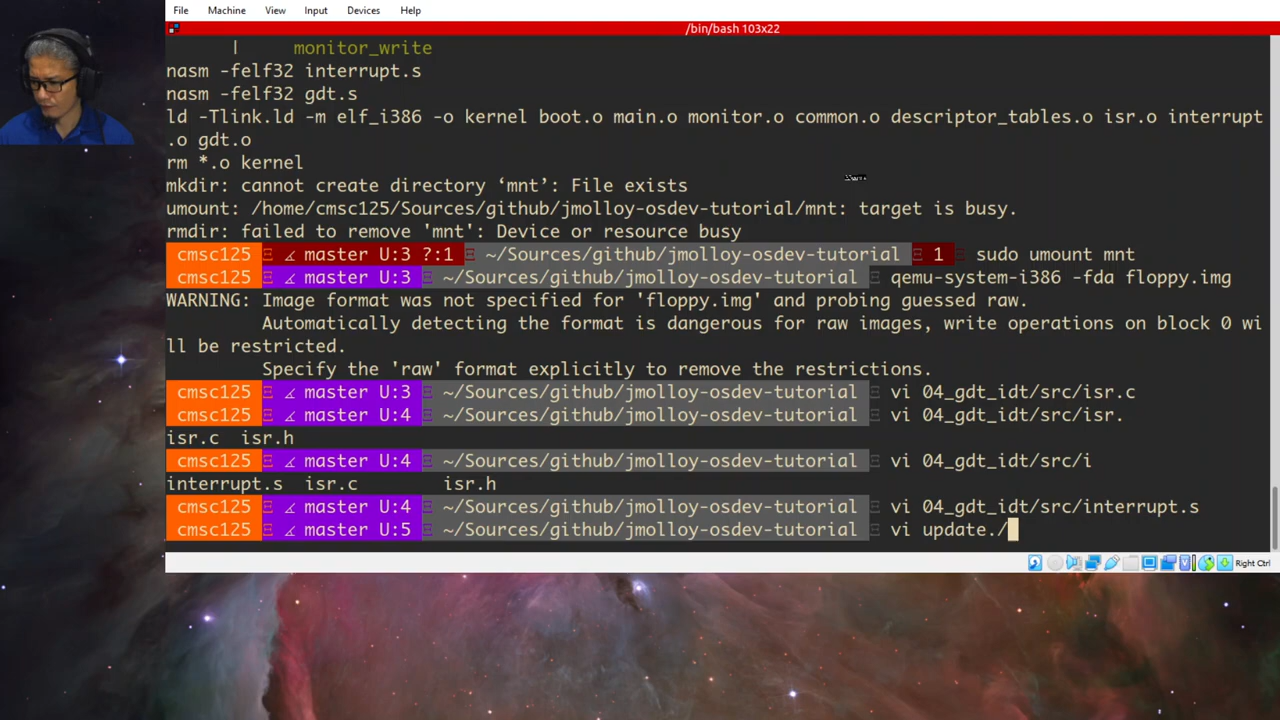 File Machine View Input Devices Help
/bin/bash 103x22
| monitor_write
nasm -felf32 interrupt.s
nasm -felf32 gdt.s
ld -Tlink.ld -m elf_i386 -o kernel boot.o main.o monitor.o common.o descriptor_tables.o isr.o interrupt
.o gdt.o
rm *.o kernel
mkdir: cannot create directory ‘mnt’: File exists
umount: /home/cmsc125/Sources/github/jmolloy-osdev-tutorial/mnt: target is busy.
rmdir: failed to remove 'mnt': Device or resource busy
cmsc125 master U:3 ?:1 ~/Sources/github/jmolloy-osdev-tutorial 1 sudo umount mnt
cmsc125 master U:3 ~/Sources/github/jmolloy-osdev-tutorial qemu-system-i386 -fda floppy.img
WARNING: Image format was not specified for 'floppy.img' and probing guessed raw.
Automatically detecting the format is dangerous for raw images, write operations on block 0 wi
ll be restricted.
Specify the 'raw' format explicitly to remove the restrictions.
cmsc125 master U:3 ~/Sources/github/jmolloy-osdev-tutorial vi 04_gdt_idt/src/isr.c
cmsc125 master U:4 ~/Sources/github/jmolloy-osdev-tutorial vi 04_gdt_idt/src/isr.
isr.c isr.h
cmsc125 master U:4 ~/Sources/github/jmolloy-osdev-tutorial vi 04_gdt_idt/src/i
interrupt.s isr.c isr.h
cmsc125 master U:4 ~/Sources/github/jmolloy-osdev-tutorial vi 04_gdt_idt/src/interrupt.s
cmsc125 master U:5 ~/Sources/github/jmolloy-osdev-tutorial vi update./
Right Ctrl